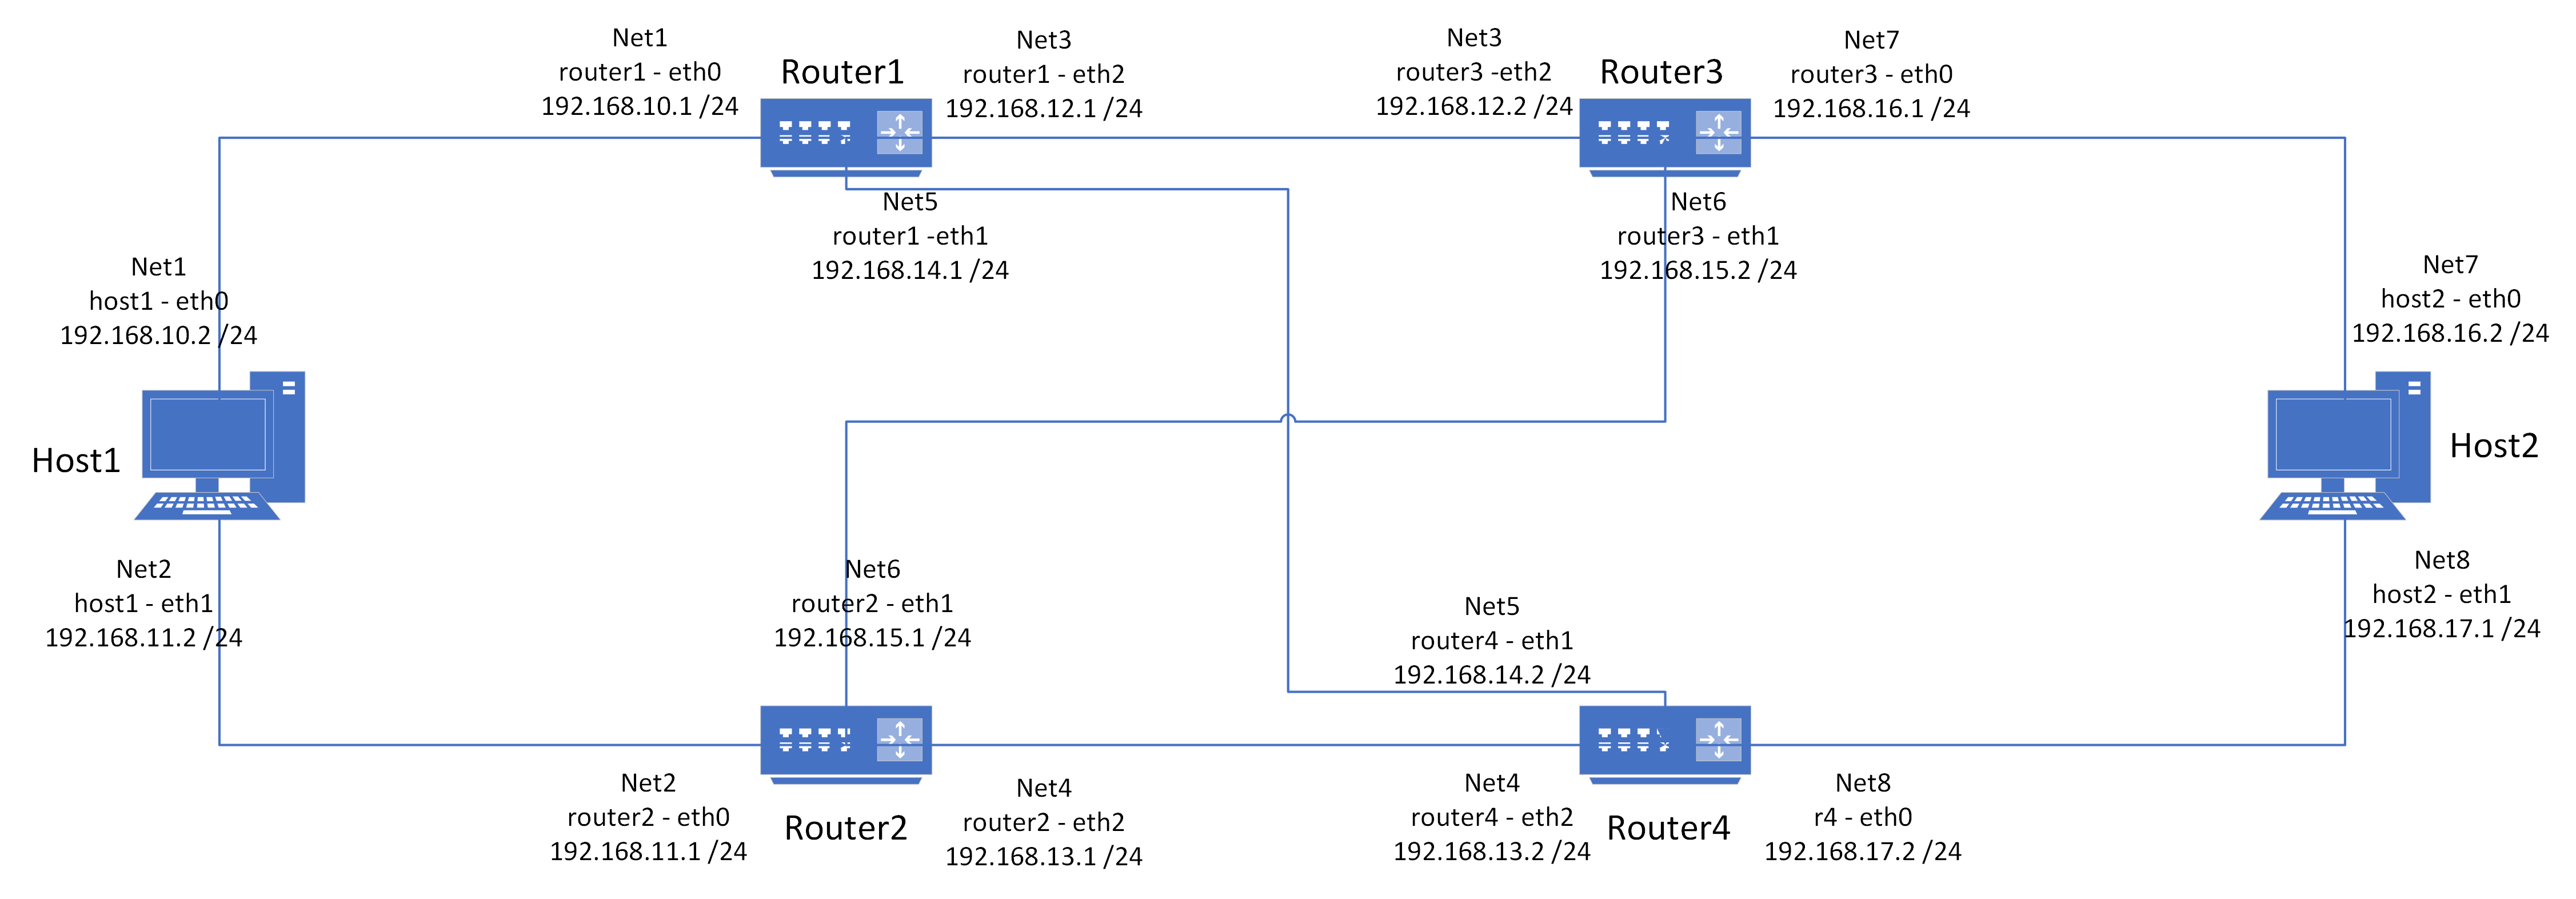 Net1
router1 - eth0
192.168.10.1 /24
Router1
Net3
router1 - eth2
192.168.12.1 /24
Net3
router3 -eth2
192.168.12.2 /24
Router3
Net7
router3 - eth0
192.168.16.1 /24
Net5
router1 -eth1
192.168.14.1 /24
Net6
router3 - eth1
192.168.15.2 /24
Net1
host1 - eth0
192.168.10.2 /24
Net7
host2 - eth0
192.168.16.2 /24
Host1
Host2
Net2
host1 - eth1
192.168.11.2 /24
Net6
router2 - eth1
192.168.15.1 /24
Net5
router4 - eth1
192.168.14.2 /24
Net8
host2 - eth1
192.168.17.1 /24
Net2
router2 - eth0
192.168.11.1 /24
Router2
Net4
router2 - eth2
192.168.13.1 /24
Net4
router4 - eth2
192.168.13.2 /24
Router4
Net8
r4 - eth0
192.168.17.2 /24